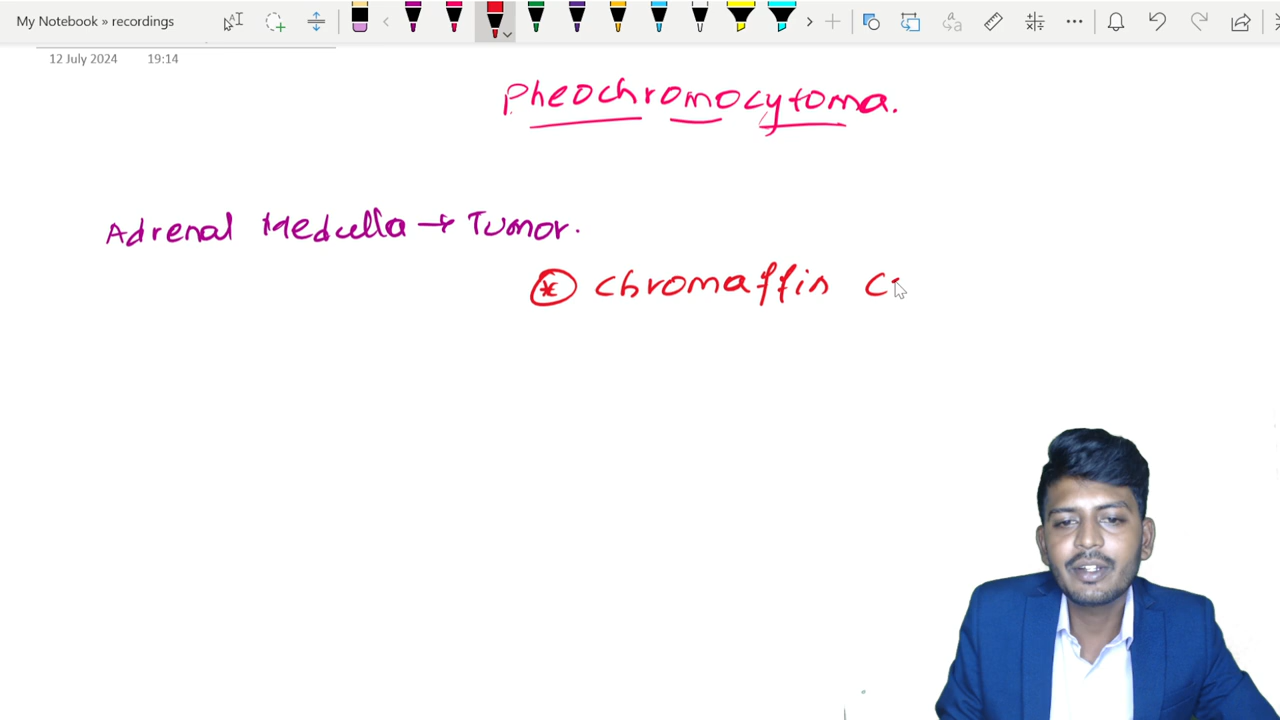 My Notebook » recordings
12 July 2024 19:14
Pheochromocytoma.
Adrenal Medulla → Tumor.
* Chromaffin C